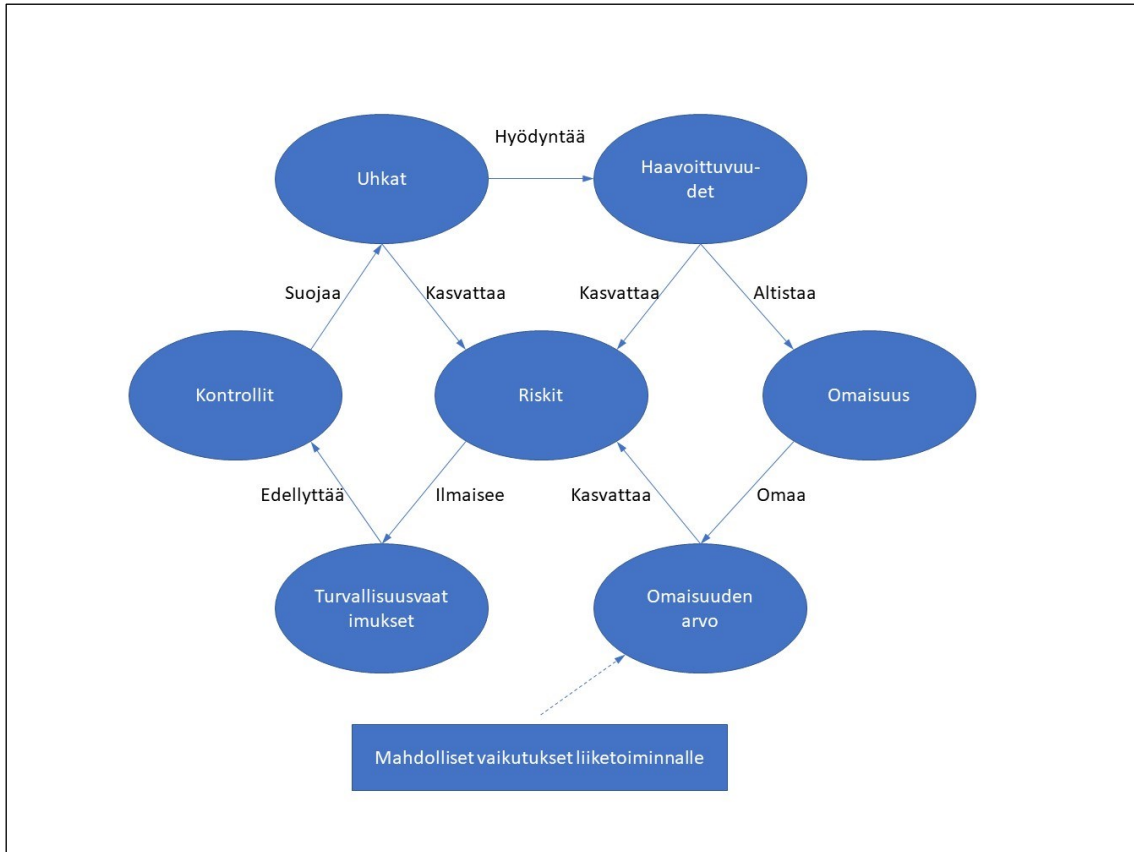 Hyödyntää
Uhkat
Haavoittuvuu-
det
Suojaa
Kasvattaa
Kasvattaa
Altistaa
Kontrollit
Riskit
Omaisuus
Edellyttää
Ilmaisee
Kasvattaa
Omaa
Turvallisuusvaat
imukset
Omaisuuden
arvo
Mahdolliset vaikutukset liiketoiminnalle